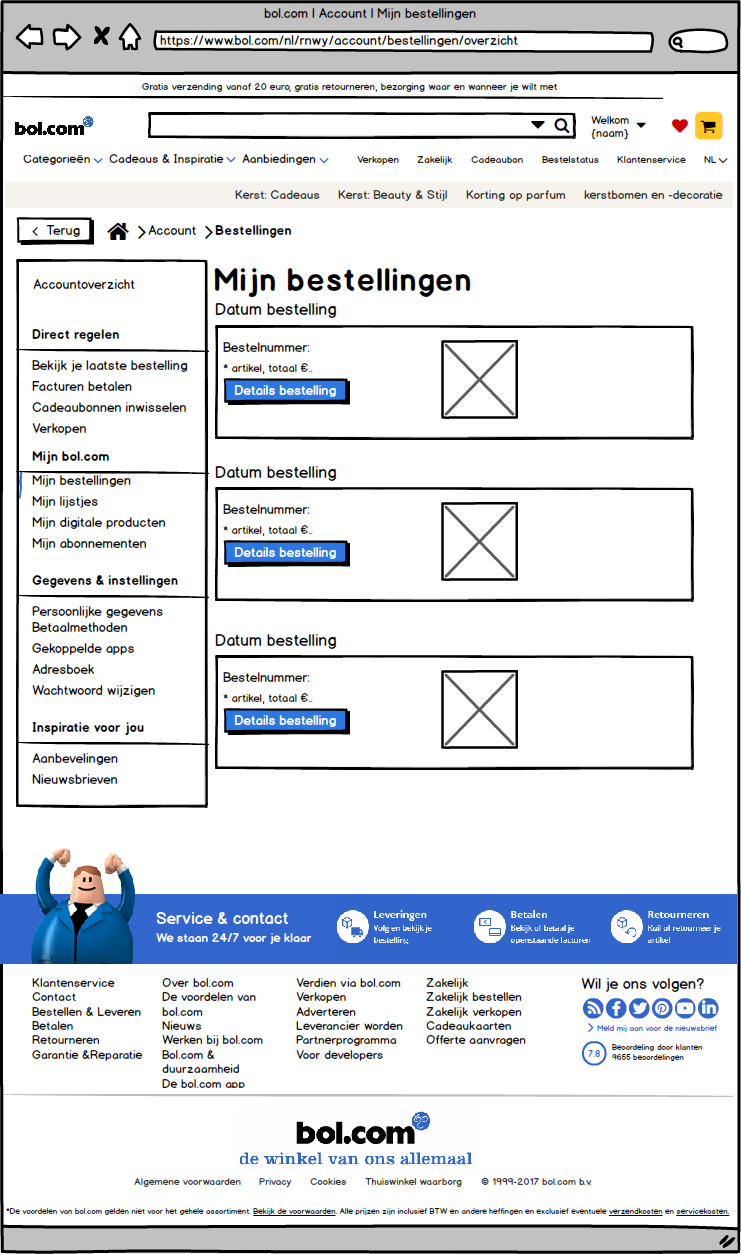 bol.com | Account | Mijn bestellingen
https://www.bol.com/nl/rnwy/account/bestellingen/overzicht
Gratis verzending vanaf 20 euro, gratis retourneren, bezorging waar en wanneer je wilt met
bol.com
Welkom
{naam}
Categorieën Cadeaus & Inspiratie Aanbiedingen Verkopen Zakelijk Cadeaubon Bestelstatus Klantenservice NL
Kerst: Cadeaus Kerst: Beauty & Stijl Korting op parfum kerstbomen en -decoratie
Terug Account Bestellingen
Accountoverzicht
Direct regelen
Bekijk je laatste bestelling
Facturen betalen
Cadeaubonnen inwisselen
Verkopen
Mijn bol.com
Mijn bestellingen
Mijn lijstjes
Mijn digitale producten
Mijn abonnementen
Gegevens & instellingen
Persoonlijke gegevens
Betaalmethoden
Gekoppelde apps
Adresboek
Wachtwoord wijzigen
Inspiratie voor jou
Aanbevelingen
Nieuwsbrieven
Mijn bestellingen
Datum bestelling
Bestelnummer:
* artikel, totaal €..
Details bestelling
Datum bestelling
Bestelnummer:
* artikel, totaal €..
Details bestelling
Datum bestelling
Bestelnummer:
* artikel, totaal €..
Details bestelling
Service & contact
We staan 24/7 voor je klaar
Leveringen
Volg en bekijk je
bestelling
Betalen
Bekijk of betaal je
openstaande facturen
Retourneren
Ruil of retourneer je
artikel
Klantenservice
Contact
Bestellen & Leveren
Betalen
Retourneren
Garantie &Reparatie
Over bol.com
De voordelen van
bol.com
Nieuws
Werken bij bol.com
Bol.com &
duurzaamheid
De bol.com app
Verdien via bol.com
Verkopen
Adverteren
Leverancier worden
Partnerprogramma
Voor developers
Zakelijk
Zakelijk bestellen
Zakelijk verkopen
Cadeaukaarten
Offerte aanvragen
Wil je ons volgen?
Meld mij aan voor de nieuwsbrief
7.8
Beoordeling door klanten
9655 beoordelingen
bol.com
de winkel van ons allemaal
Algemene voorwaarden Privacy Cookies Thuiswinkel waarborg © 1999-2017 bol.com b.v.
*De voordelen van bol.com gelden niet voor het gehele assortiment. Bekijk de voorwaarden. Alle prijzen zijn inclusief BTW en andere heffingen en exclusief eventuele verzendkosten en servicekosten.